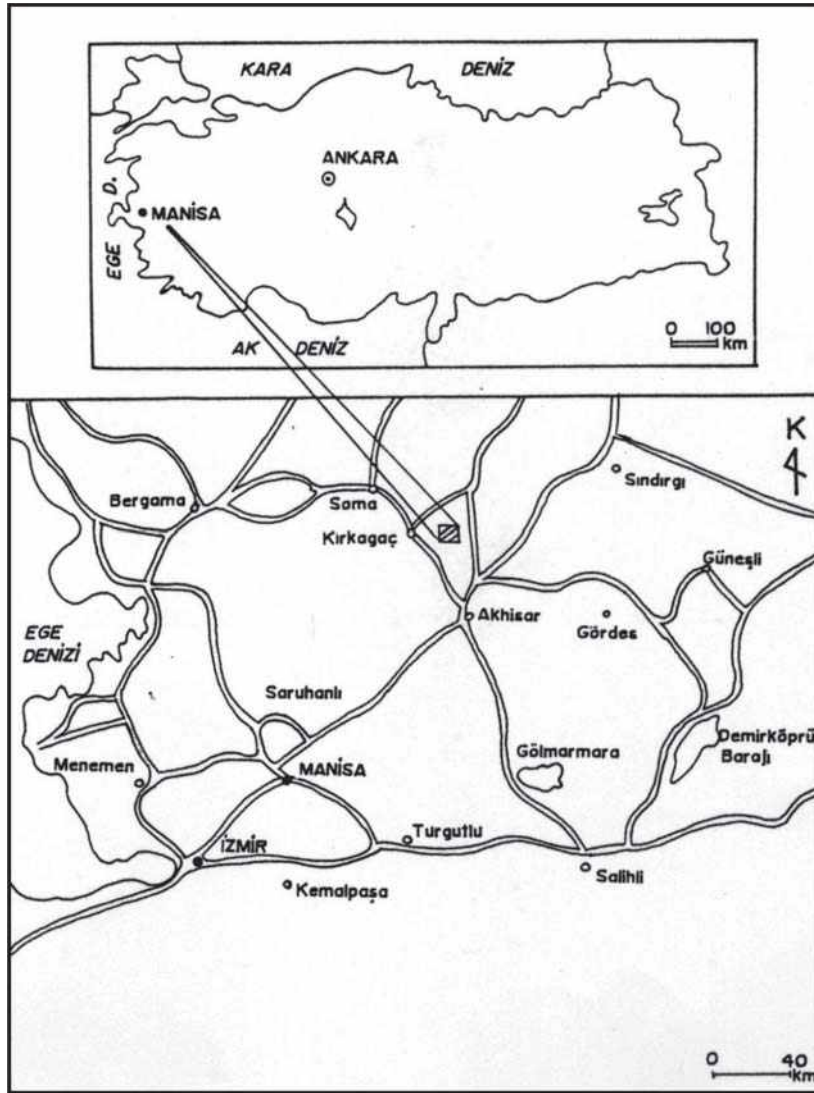 KARA DENİZ
ANKARA
EGE D.
MANİSA
AK DENİZ
0 100
km
K
Sındırgı
Bergama
Soma
Kırkagaç
Güneşli
Akhisar
Gördes
EGE
DENİZİ
Saruhanlı
Gölmarmara
Demirköprü
Barajı
Menemen
MANİSA
Turgutlu
İZMİR
Salihli
Kemalpaşa
0 40
km